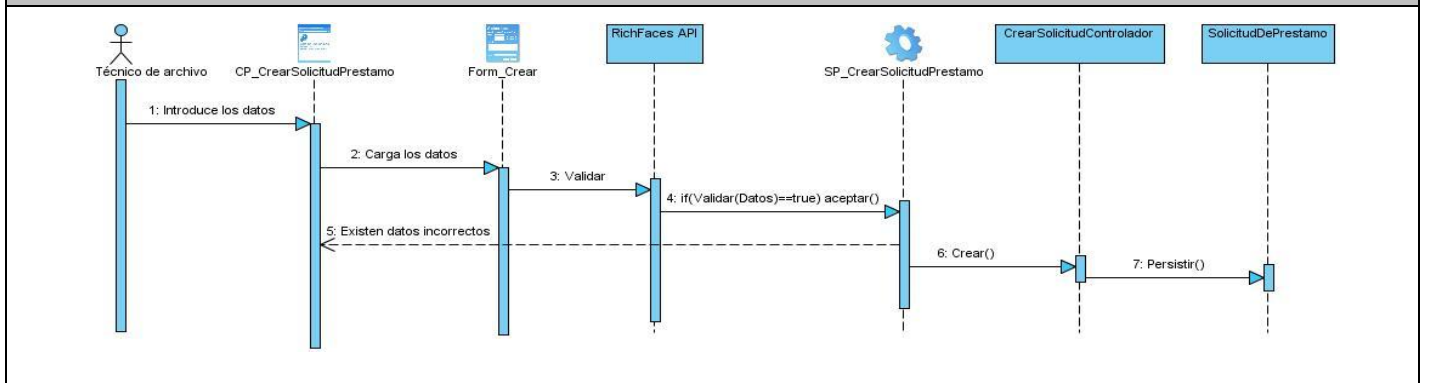 RichFaces API
CrearSolicitudControlador
SolicitudDePrestamo
Técnico de archivo
CP_CrearSolicitudPrestamo
Form_Crear
SP_CrearSolicitudPrestamo
1: Introduce los datos
2: Carga los datos
3: Validar
4: if(Validar(Datos)==true) aceptar()
5: Existen datos incorrectos
6: Crear()
7: Persistir()